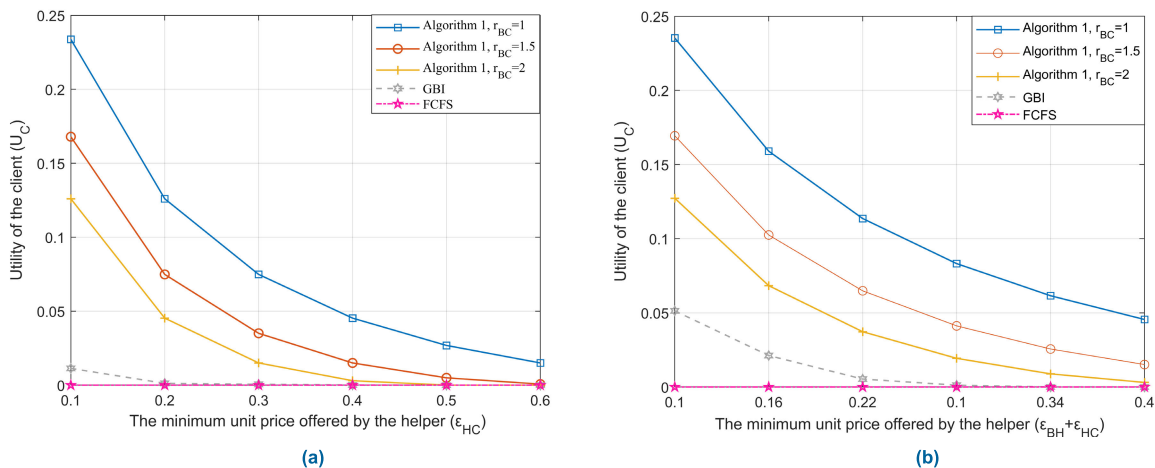 0.25
0.2
0.15
0.1
0.05
0
Utility of the client (U_C)
Algorithm 1, r_BC=1
Algorithm 1, r_BC=1.5
Algorithm 1, r_BC=2
GBI
FCFS
0.1 0.2 0.3 0.4 0.5 0.6
The minimum unit price offered by the helper (ε_HC)
(a)
0.25
0.2
0.15
0.1
0.05
0
Utility of the client (U_C)
Algorithm 1, r_BC=1
Algorithm 1, r_BC=1.5
Algorithm 1, r_BC=2
GBI
FCFS
0.1 0.16 0.22 0.1 0.34 0.4
The minimum unit price offered by the helper (ε_BH+ε_HC)
(b)